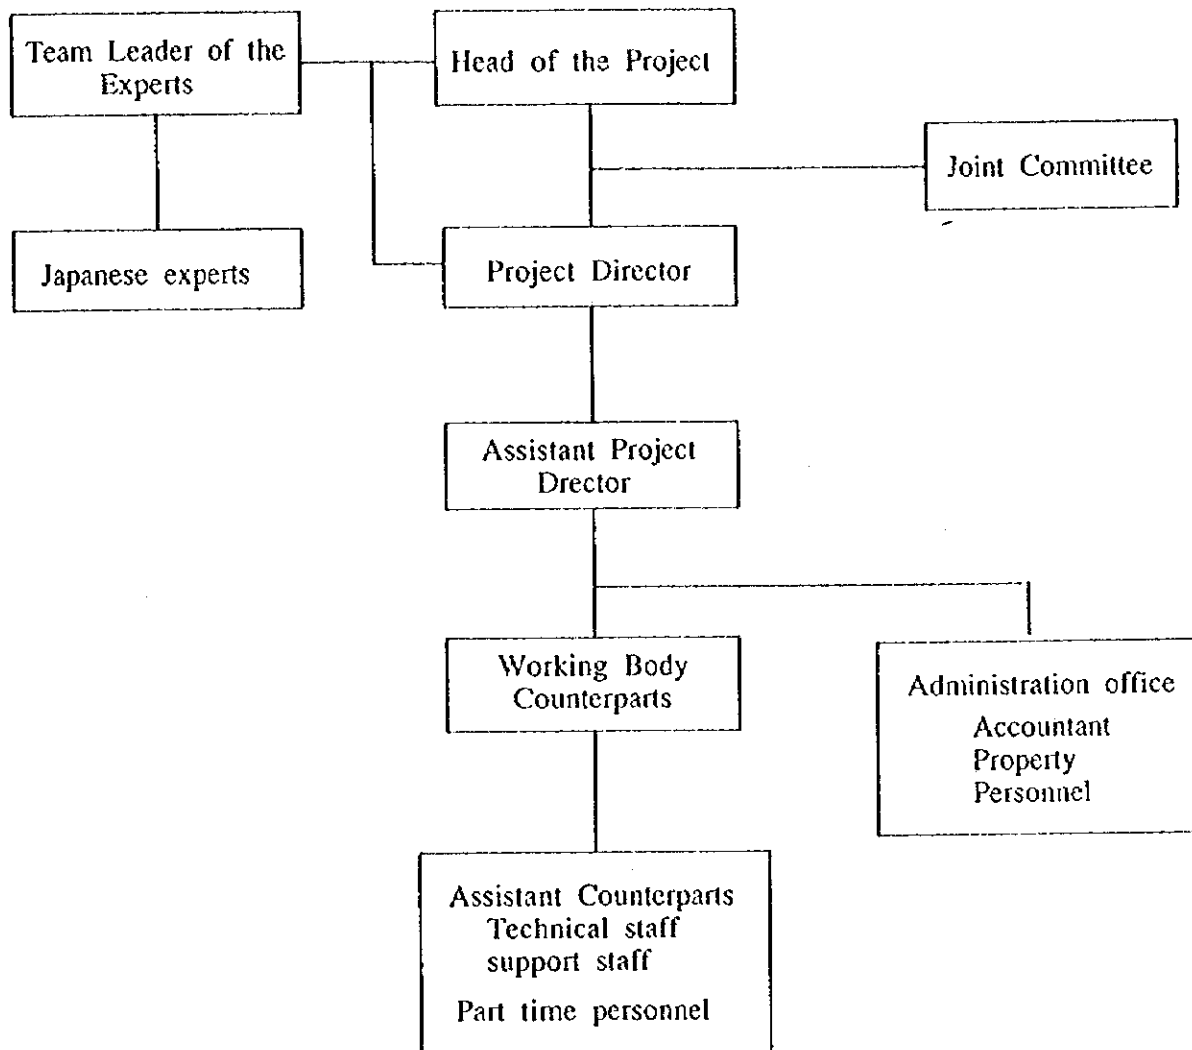 Team Leader of the
Experts
Head of the Project
Joint Committee
Japanese experts
Project Director
Assistant Project
Drector
Working Body
Counterparts
Administration office
Accountant
Property
Personnel
Assistant Counterparts
Technical staff
support staff
Part time personnel